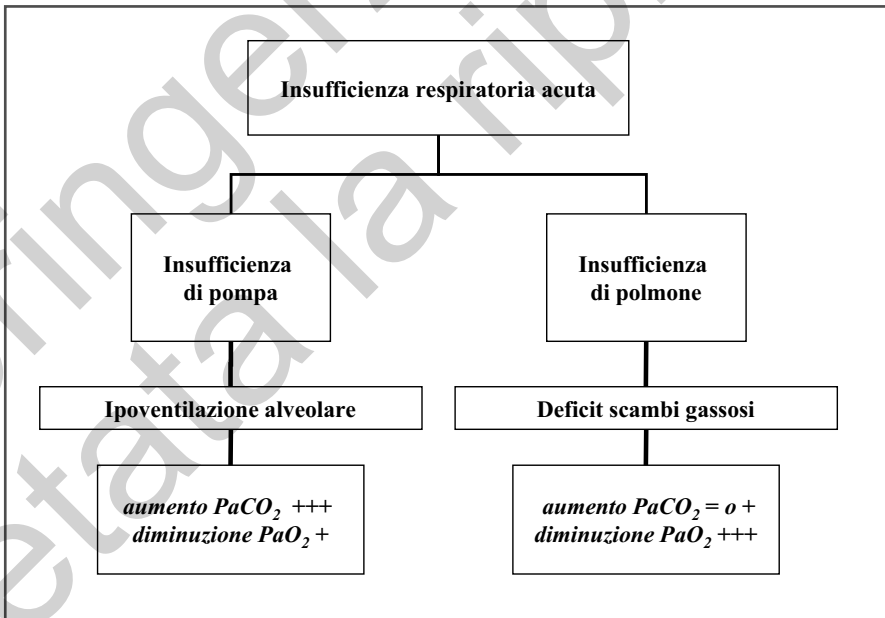 Insufficienza respiratoria acuta
Insufficienza
di pompa
Insufficienza
di polmone
Ipoventilazione alveolare
Deficit scambi gassosi
aumento PaCO₂ +++
diminuzione PaO₂ +
aumento PaCO₂ = o +
diminuzione PaO₂ +++